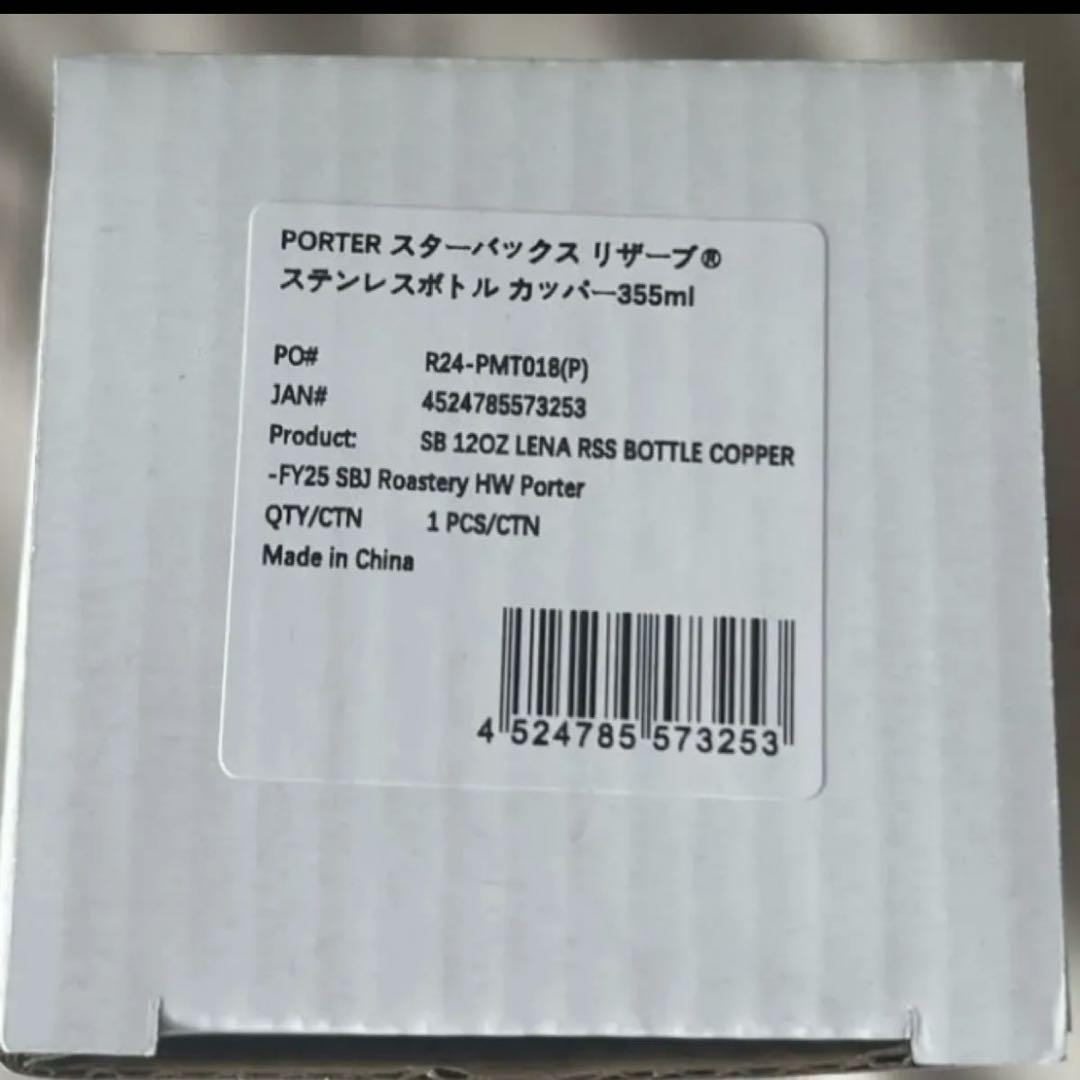 PORTER スターバックス リザーブ®
ステンレスボトル カッパー355ml
PO# R24-PMT018(P)
JAN# 4524785573253
Product: SB 12OZ LENA RSS BOTTLE COPPER
-FY25 SBJ Roastery HW Porter
QTY/CTN 1 PCS/CTN
Made in China
4 524785 573253